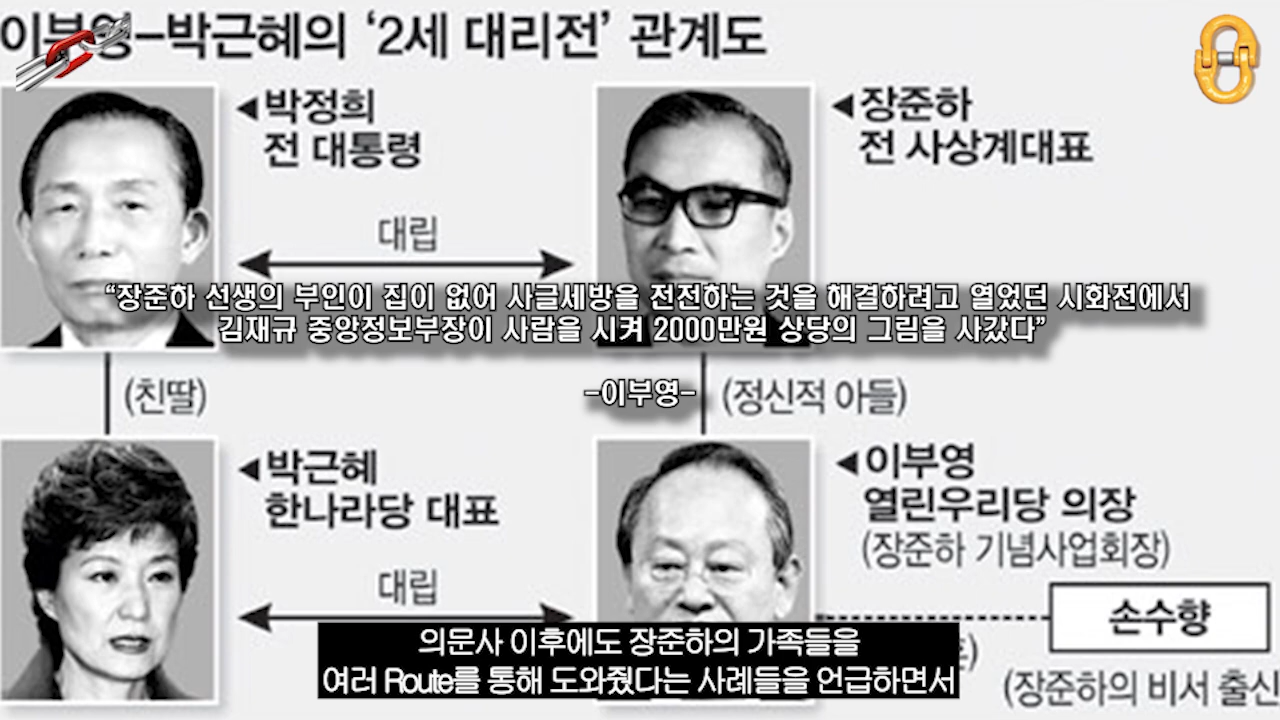 이부영-박근혜의 '2세 대리전' 관계도
◀박정희
전 대통령
◀장준하
전 사상계대표
대립
“장준하 선생의 부인이 집이 없어 사글세방을 전전하는 것을 해결하려고 열었던 시화전에서
김재규 중앙정보부장이 사람을 시켜 2000만원 상당의 그림을 사갔다”
-이부영-
(친딸)
(정신적 아들)
◀박근혜
한나라당 대표
◀이부영
열린우리당 의장
(장준하 기념사업회장)
대립
손수향
(장준하의 비서 출신
의문사 이후에도 장준하의 가족들을
여러 Route를 통해 도와줬다는 사례들을 언급하면서